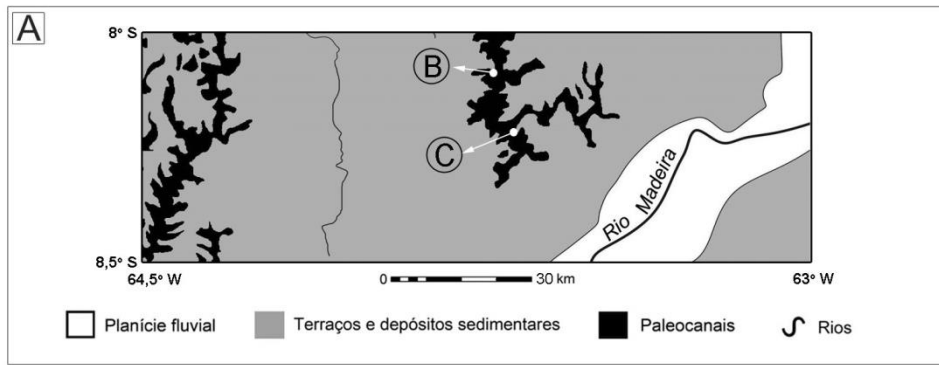 A
8° S
B
C
Rio Madeira
8,5° S
64,5° W
0 30 km
63° W
Planície fluvial
Terraços e depósitos sedimentares
Paleocanais
Rios